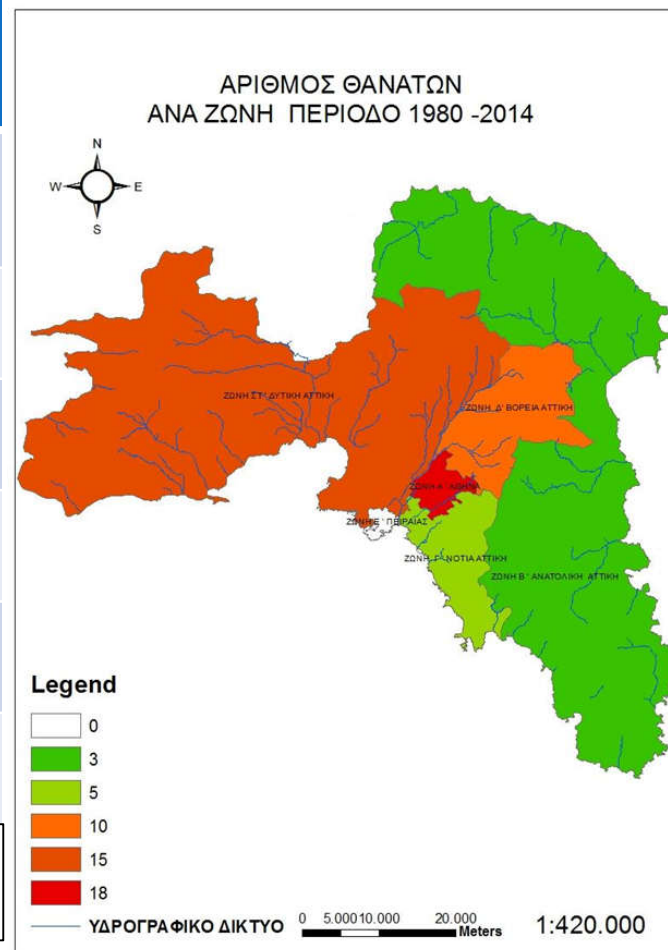 ΑΡΙΘΜΟΣ ΘΑΝΑΤΩΝ
ΑΝΑ ΖΩΝΗ ΠΕΡΙΟΔΟ 1980 -2014
N
W E
S
ΖΩΝΗ ΣΤ' ΔΥΤΙΚΗ ΑΤΤΙΚΗ
ΖΩΝΗ Δ' ΒΟΡΕΙΑ ΑΤΤΙΚΗ
ΖΩΝΗ Α' ΑΘΗΝΑ
ΖΩΝΗ Ε' ΠΕΙΡΑΙΑΣ
ΖΩΝΗ Γ' ΝΟΤΙΑ ΑΤΤΙΚΗ
ΖΩΝΗ Β' ΑΝΑΤΟΛΙΚΗ ΑΤΤΙΚΗ
Legend
0
3
5
10
15
18
ΥΔΡΟΓΡΑΦΙΚΟ ΔΙΚΤΥΟ
0 5.000 10.000 20.000
Meters
1:420.000